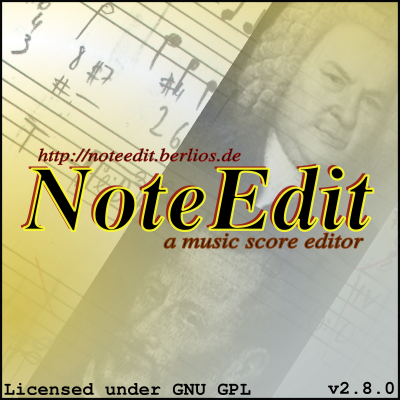 http://noteedit.berlios.de
NoteEdit
a music score editor
Licensed under GNU GPL
v2.8.0